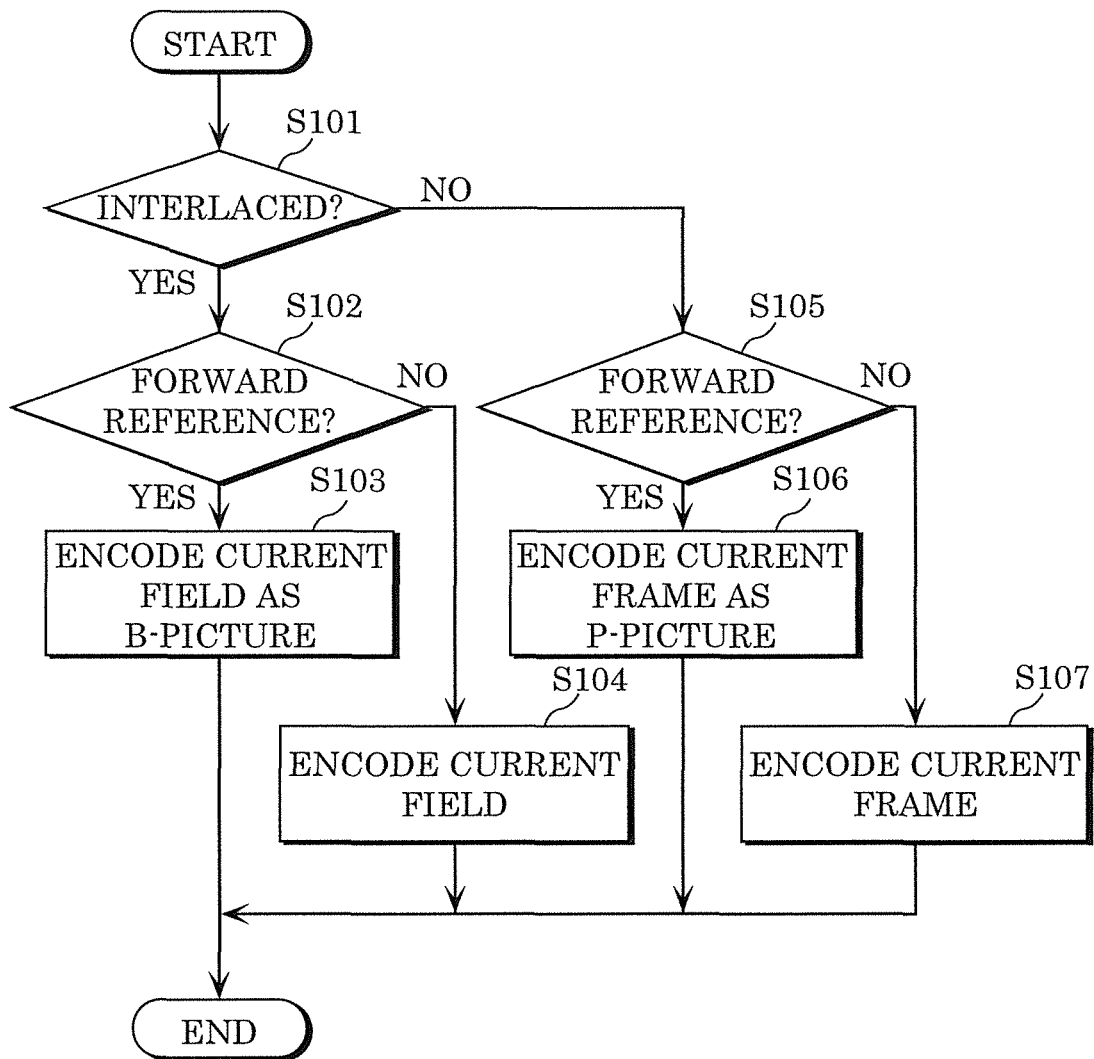 START
S101
INTERLACED?
NO
YES
S102
FORWARD
REFERENCE?
NO
YES
S105
FORWARD
REFERENCE?
NO
YES
S103
ENCODE CURRENT
FIELD AS
B-PICTURE
S106
ENCODE CURRENT
FRAME AS
P-PICTURE
S104
ENCODE CURRENT
FIELD
S107
ENCODE CURRENT
FRAME
END